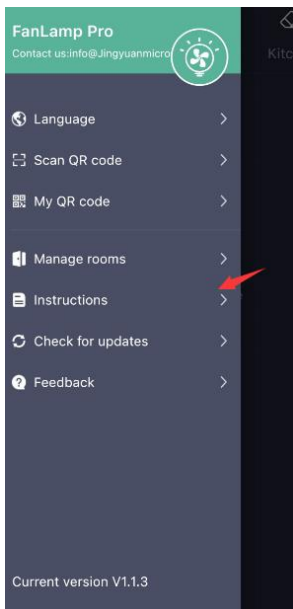 FanLamp Pro
Contact us:info@Jingyuanmicro
Language
Scan QR code
My QR code
Manage rooms
Instructions
Check for updates
Feedback
Current version V1.1.3